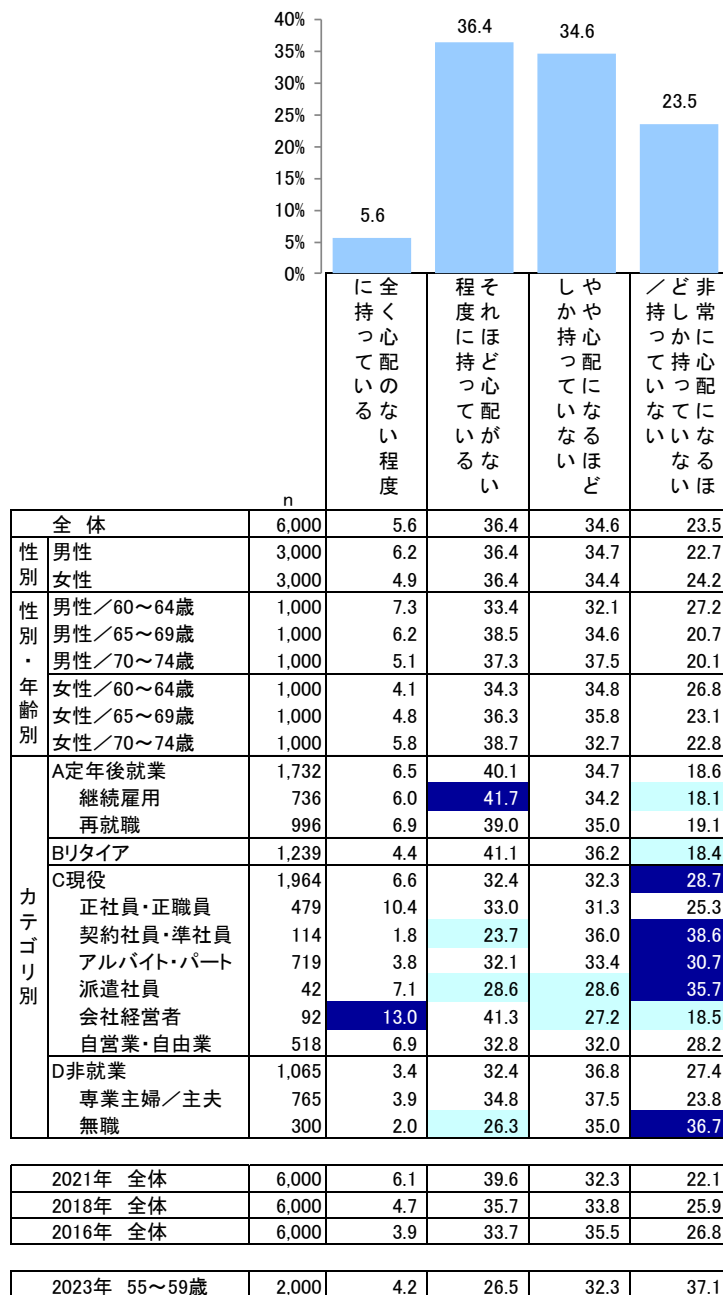 40%
35%
30%
25%
20%
15%
10%
5%
0%
5.6
36.4
34.6
23.5
全く心配のない程度
に持っている
それほど心配がない
程度に持っている
やや心配になるほど
しか持っていない
非常に心配になるほ
どしか持っていない
／持っていない
n
全 体 6,000 5.6 36.4 34.6 23.5
性別
男性 3,000 6.2 36.4 34.7 22.7
女性 3,000 4.9 36.4 34.4 24.2
性別・年齢別
男性／60～64歳 1,000 7.3 33.4 32.1 27.2
男性／65～69歳 1,000 6.2 38.5 34.6 20.7
男性／70～74歳 1,000 5.1 37.3 37.5 20.1
女性／60～64歳 1,000 4.1 34.3 34.8 26.8
女性／65～69歳 1,000 4.8 36.3 35.8 23.1
女性／70～74歳 1,000 5.8 38.7 32.7 22.8
カテゴリ別
A定年後就業 1,732 6.5 40.1 34.7 18.6
継続雇用 736 6.0 41.7 34.2 18.1
再就職 996 6.9 39.0 35.0 19.1
Bリタイア 1,239 4.4 41.1 36.2 18.4
C現役 1,964 6.6 32.4 32.3 28.7
正社員・正職員 479 10.4 33.0 31.3 25.3
契約社員・準社員 114 1.8 23.7 36.0 38.6
アルバイト・パート 719 3.8 32.1 33.4 30.7
派遣社員 42 7.1 28.6 28.6 35.7
会社経営者 92 13.0 41.3 27.2 18.5
自営業・自由業 518 6.9 32.8 32.0 28.2
D非就業 1,065 3.4 32.4 36.8 27.4
専業主婦／主夫 765 3.9 34.8 37.5 23.8
無職 300 2.0 26.3 35.0 36.7
2021年 全体 6,000 6.1 39.6 32.3 22.1
2018年 全体 6,000 4.7 35.7 33.8 25.9
2016年 全体 6,000 3.9 33.7 35.5 26.8
2023年 55～59歳 2,000 4.2 26.5 32.3 37.1